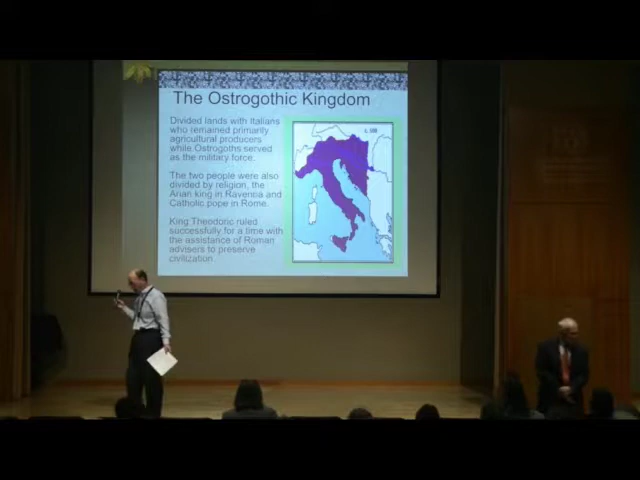 The Ostrogothic Kingdom
Divided lands with Italians
who remained primarily
agricultural producers
while Ostrogoths served
as the military force.
The two people were also
divided by religion, the
Arian king in Ravenna and
Catholic pope in Rome.
King Theodoric ruled
successfully for a time with
the assistance of Roman
advisers to preserve
civilization.